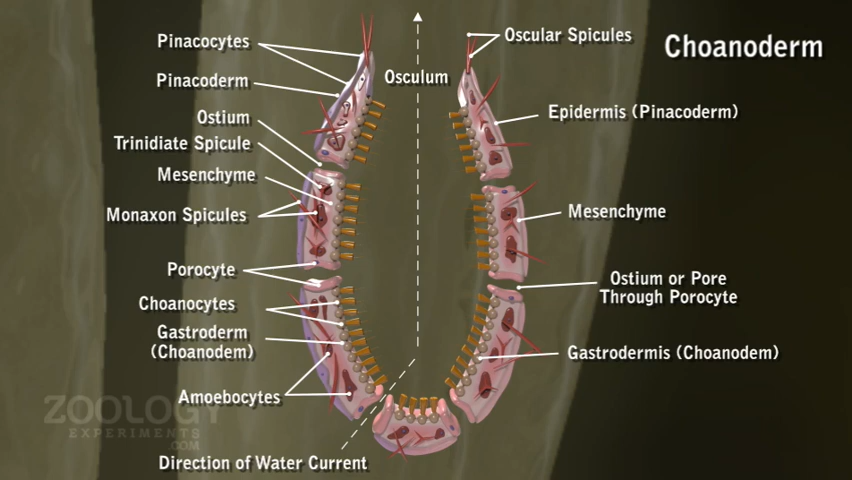 Choanoderm
Pinacocytes
Pinacoderm
Ostium
Trinidiate Spicule
Mesenchyme
Monaxon Spicules
Porocyte
Choanocytes
Gastroderm
(Choanodem)
Amoebocytes
Direction of Water Current
Osculum
Oscular Spicules
Epidermis (Pinacoderm)
Mesenchyme
Ostium or Pore
Through Porocyte
Gastrodermis (Choanodem)
ZOOLOGY
EXPERIMENTS
.COM